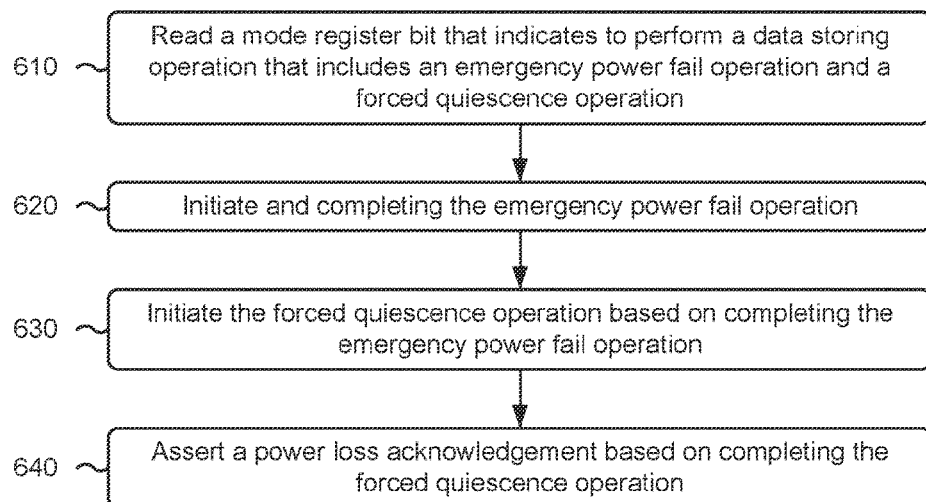 610
Read a mode register bit that indicates to perform a data storing
operation that includes an emergency power fail operation and a
forced quiescence operation
620
Initiate and completing the emergency power fail operation
630
Initiate the forced quiescence operation based on completing the
emergency power fail operation
640
Assert a power loss acknowledgement based on completing the
forced quiescence operation